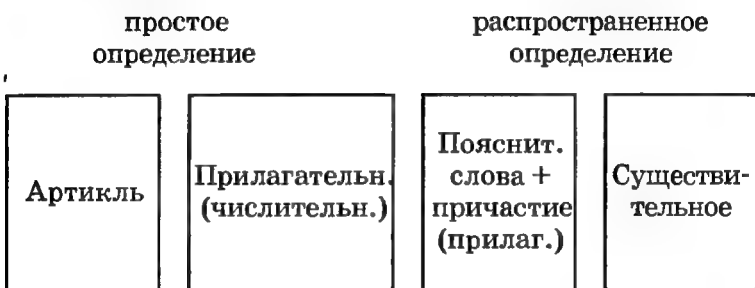 простое
определение
распространенное
определение
Артикль
Прилагательн.
(числительн.)
Пояснит.
слова +
причастие
(прилаг.)
Существи-
тельное